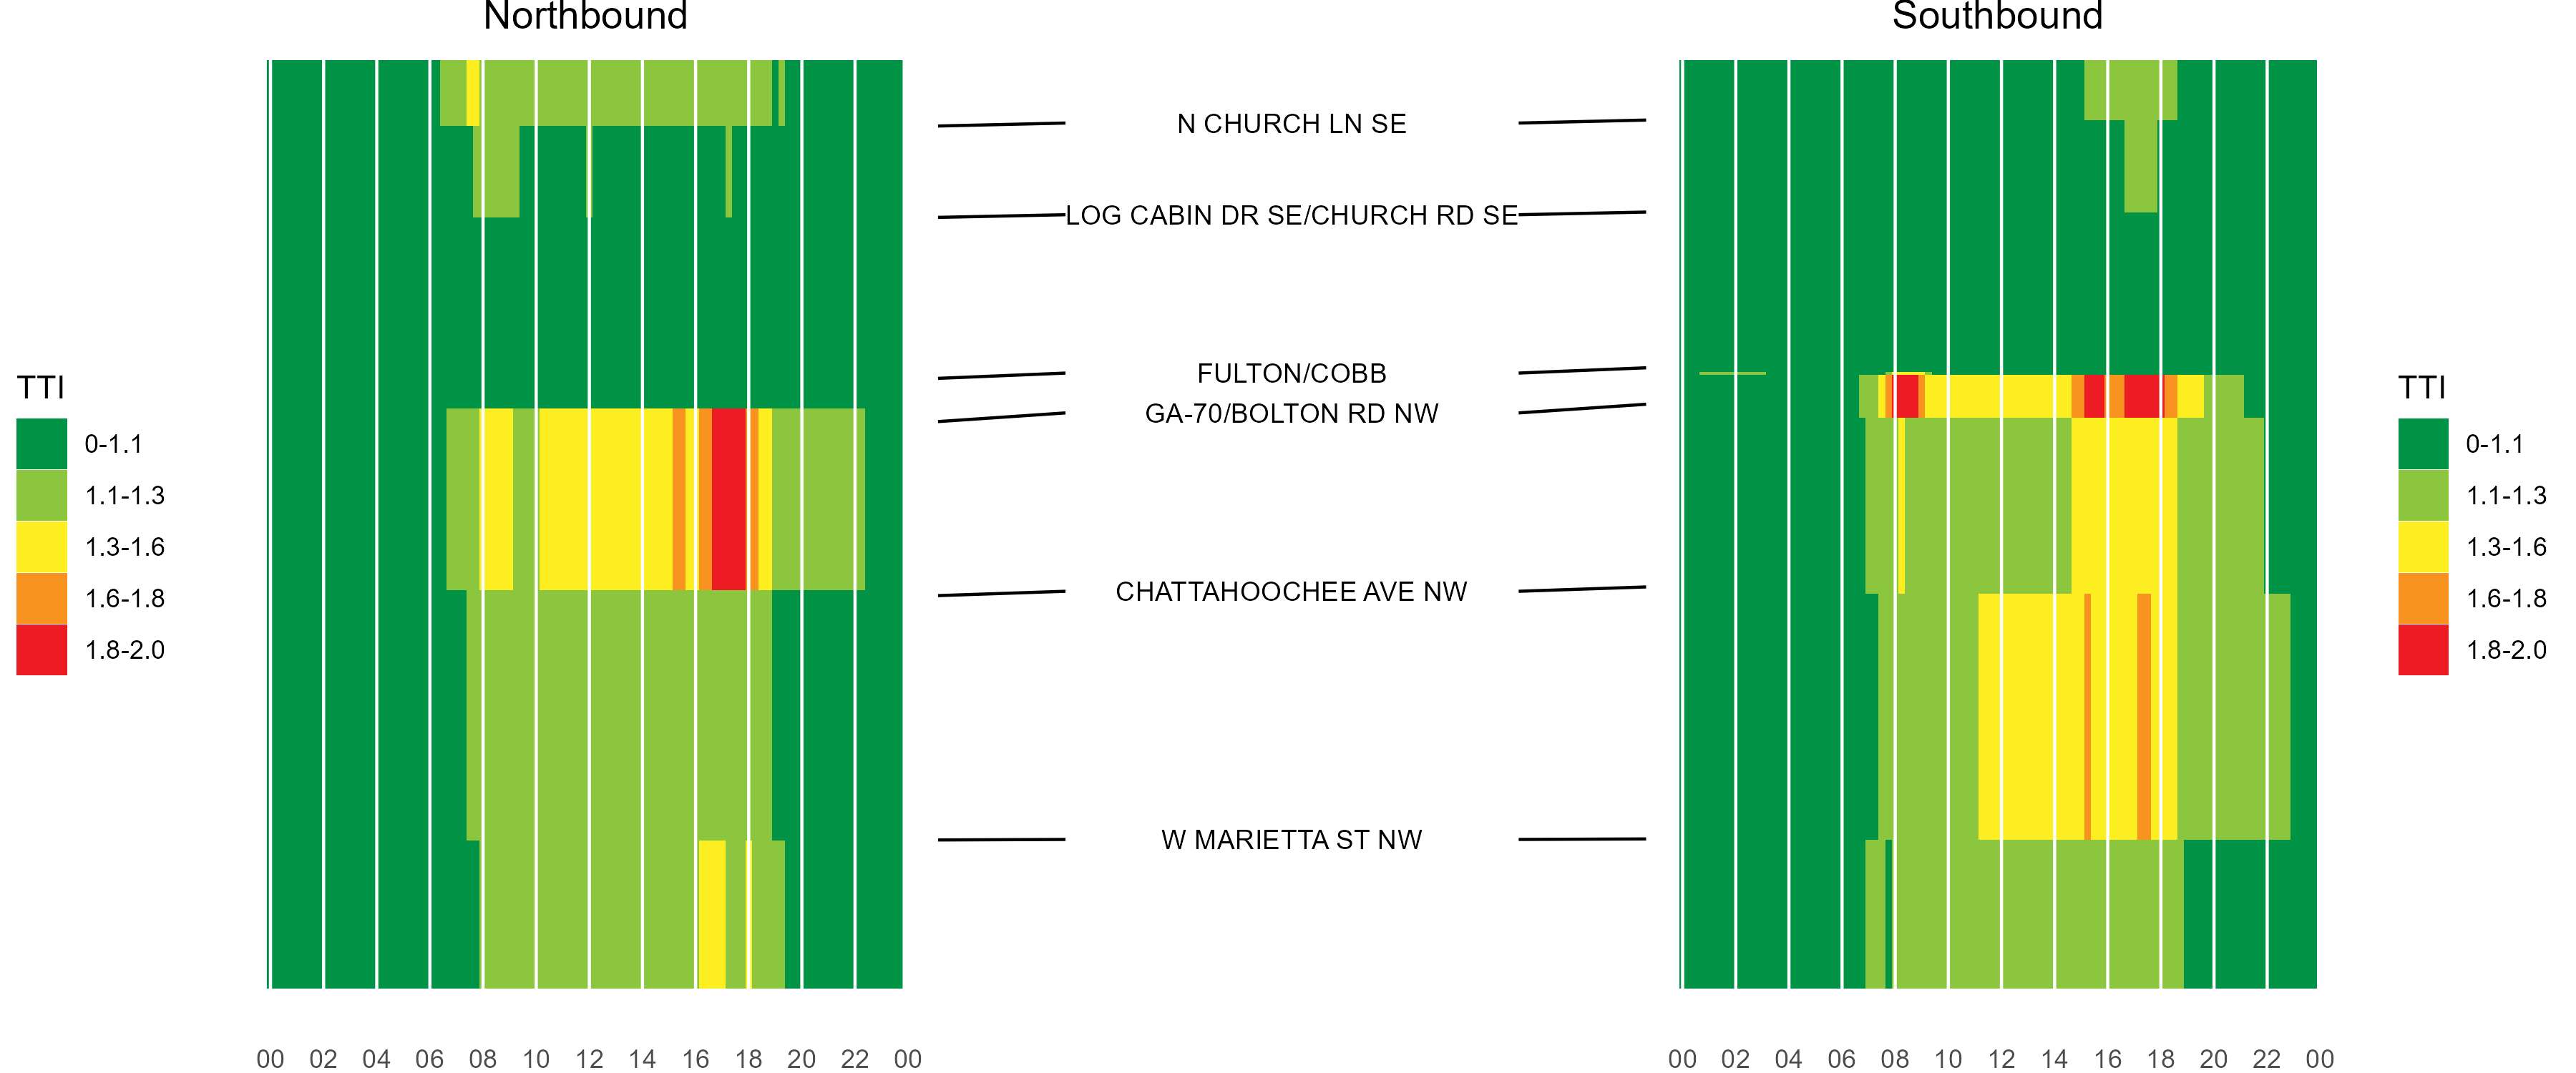 Northbound
Southbound
N CHURCH LN SE
LOG CABIN DR SE/CHURCH RD SE
FULTON/COBB
GA-70/BOLTON RD NW
CHATTAHOOCHEE AVE NW
W MARIETTA ST NW
TTI
0-1.1
1.1-1.3
1.3-1.6
1.6-1.8
1.8-2.0
TTI
0-1.1
1.1-1.3
1.3-1.6
1.6-1.8
1.8-2.0
00 02 04 06 08 10 12 14 16 18 20 22 00
00 02 04 06 08 10 12 14 16 18 20 22 00